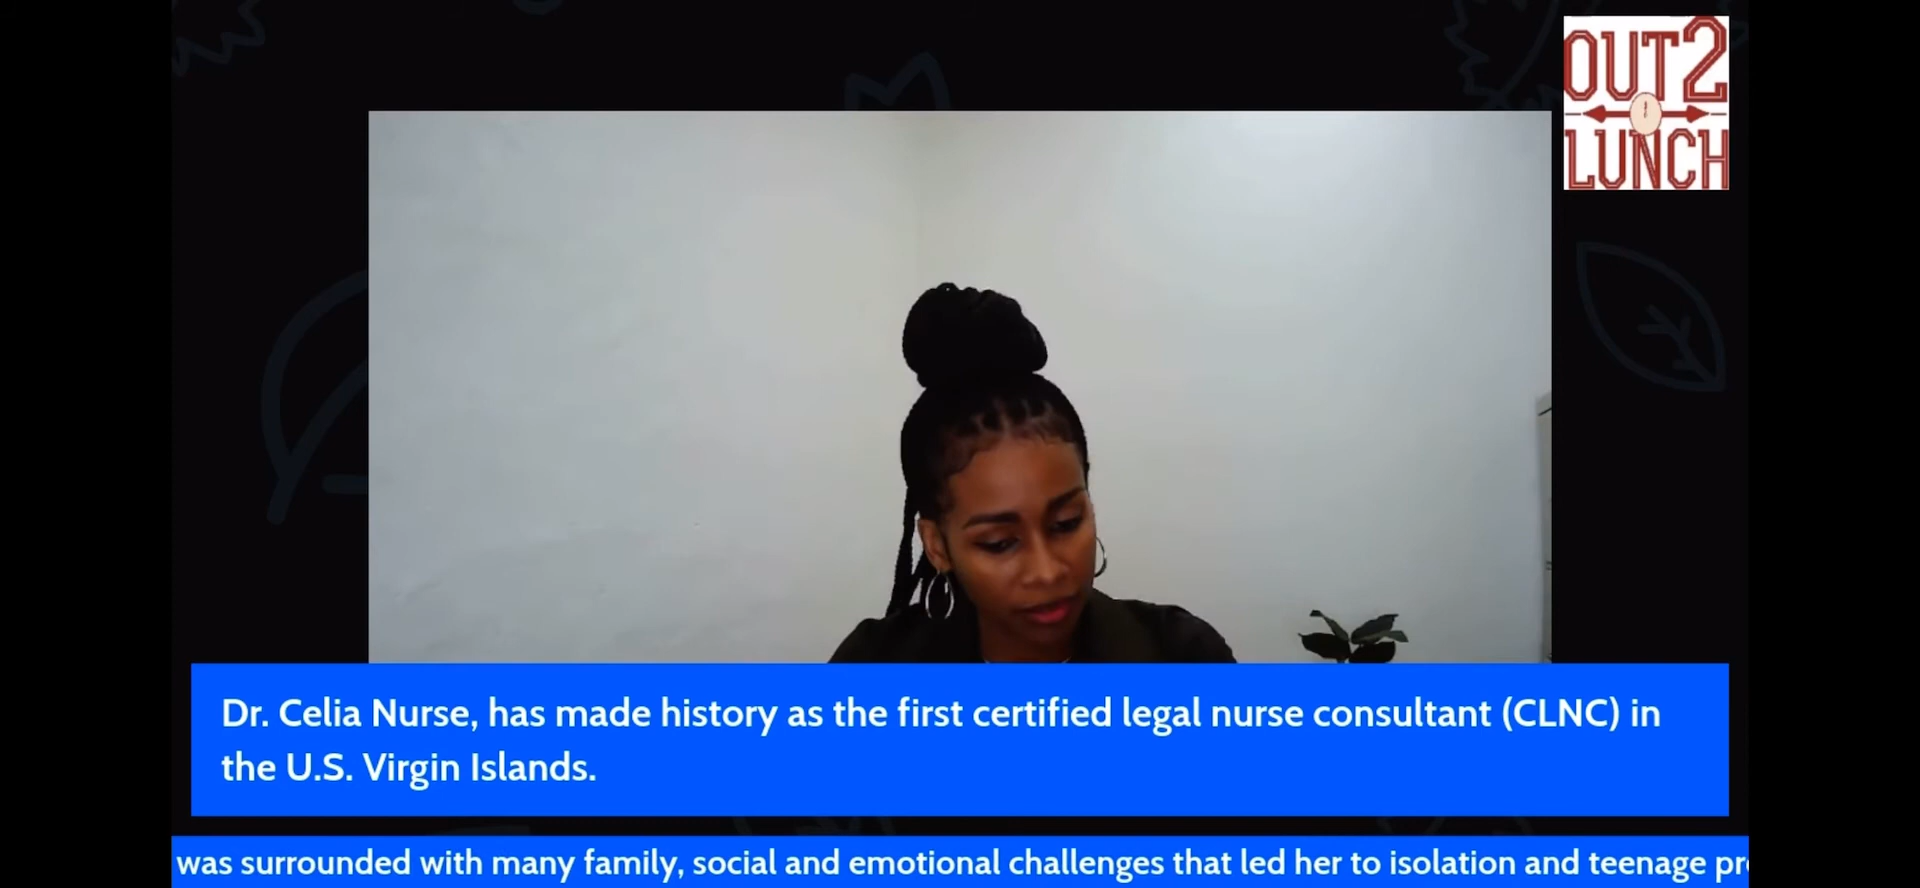 OUT2
LUNCH
Dr. Celia Nurse, has made history as the first certified legal nurse consultant (CLNC) in
the U.S. Virgin Islands.
was surrounded with many family, social and emotional challenges that led her to isolation and teenage